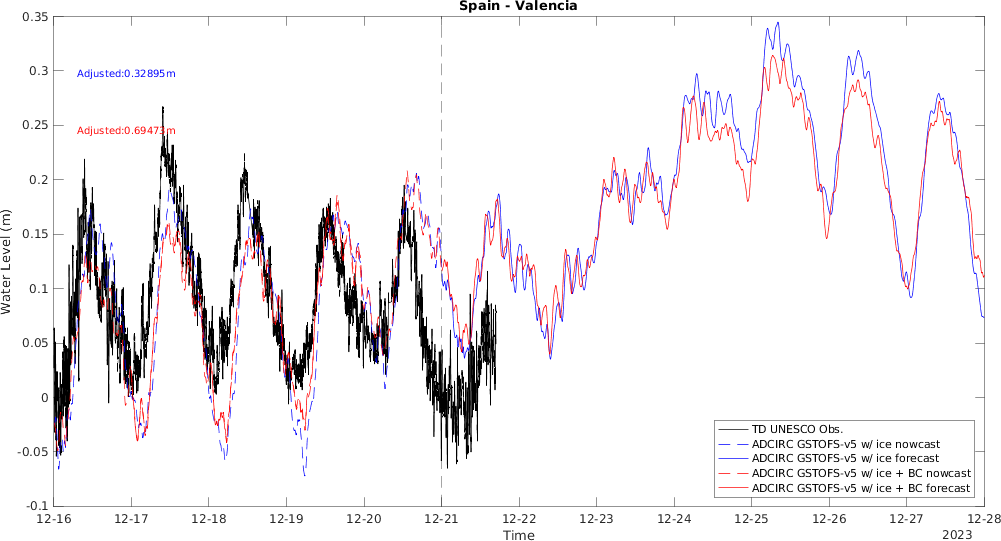 Spain - Valencia
0.35
0.3
0.25
0.2
0.15
0.1
0.05
0
-0.05
-0.1
Water Level (m)
Adjusted:0.32895m
Adjusted:0.69473m
TD UNESCO Obs.
ADCIRC GSTOFS-v5 w/ ice nowcast
ADCIRC GSTOFS-v5 w/ ice forecast
ADCIRC GSTOFS-v5 w/ ice + BC nowcast
ADCIRC GSTOFS-v5 w/ ice + BC forecast
12-16 12-17 12-18 12-19 12-20 12-21 12-22 12-23 12-24 12-25 12-26 12-27 12-28
Time
2023